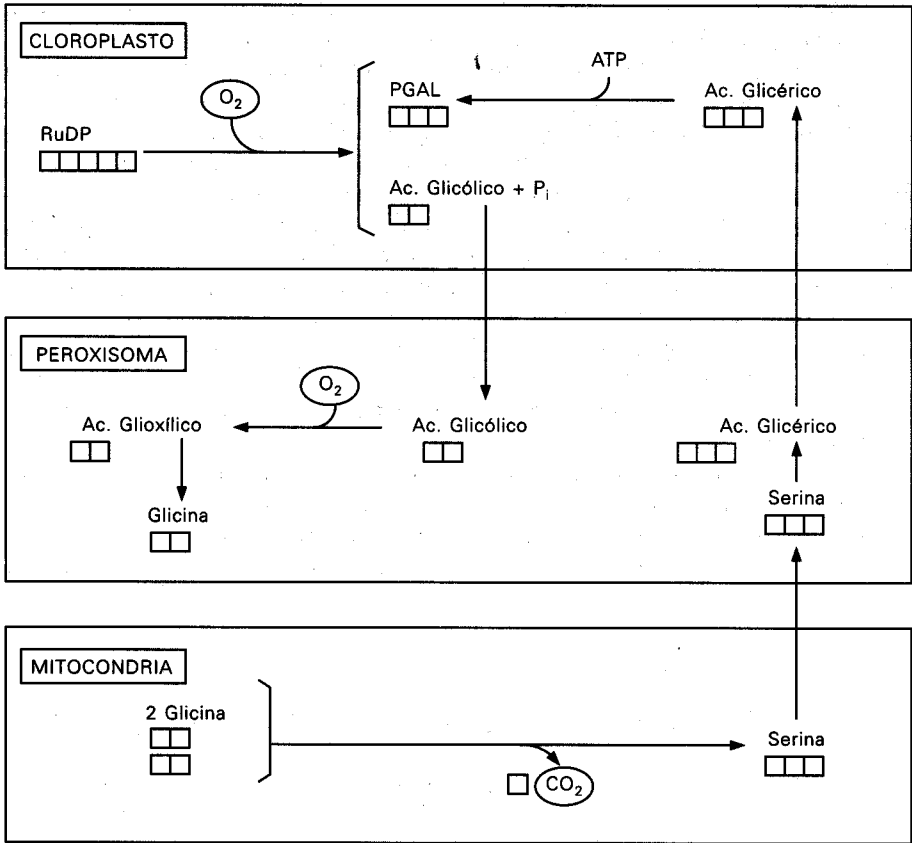 CLOROPLASTO
ATP
PGAL
Ac. Glicérico
O₂
RuDP
Ac. Glicólico + Pᵢ
PEROXISOMA
O₂
Ac. Glioxílico
Ac. Glicólico
Ac. Glicérico
Glicina
Serina
MITOCONDRIA
2 Glicina
Serina
CO₂